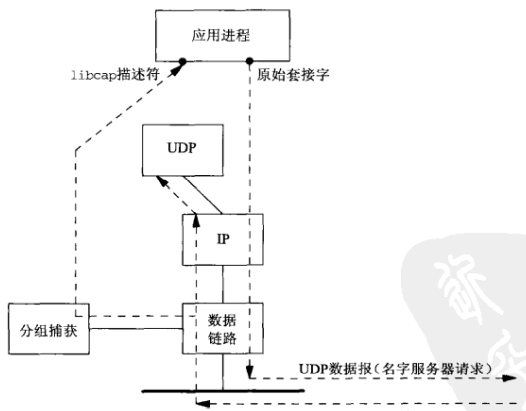 应用进程
libcap描述符
原始套接字
UDP
IP
分组捕获
数据
链路
UDP数据报(名字服务器请求)